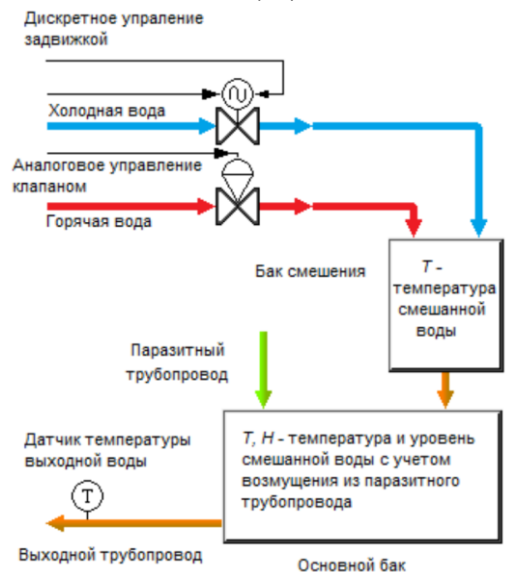 Дискретное упраление
задвижкой
Холодная вода
Аналоговое управление
клапаном
Горячая вода
Бак смешения
T -
температура
смешанной
воды
Паразитный
трубопровод
Датчик температуры
выходной воды
T
T, H - температура и уровень
смешанной воды с учетом
возмущения из паразитного
трубопровода
Выходной трубопровод
Основной бак